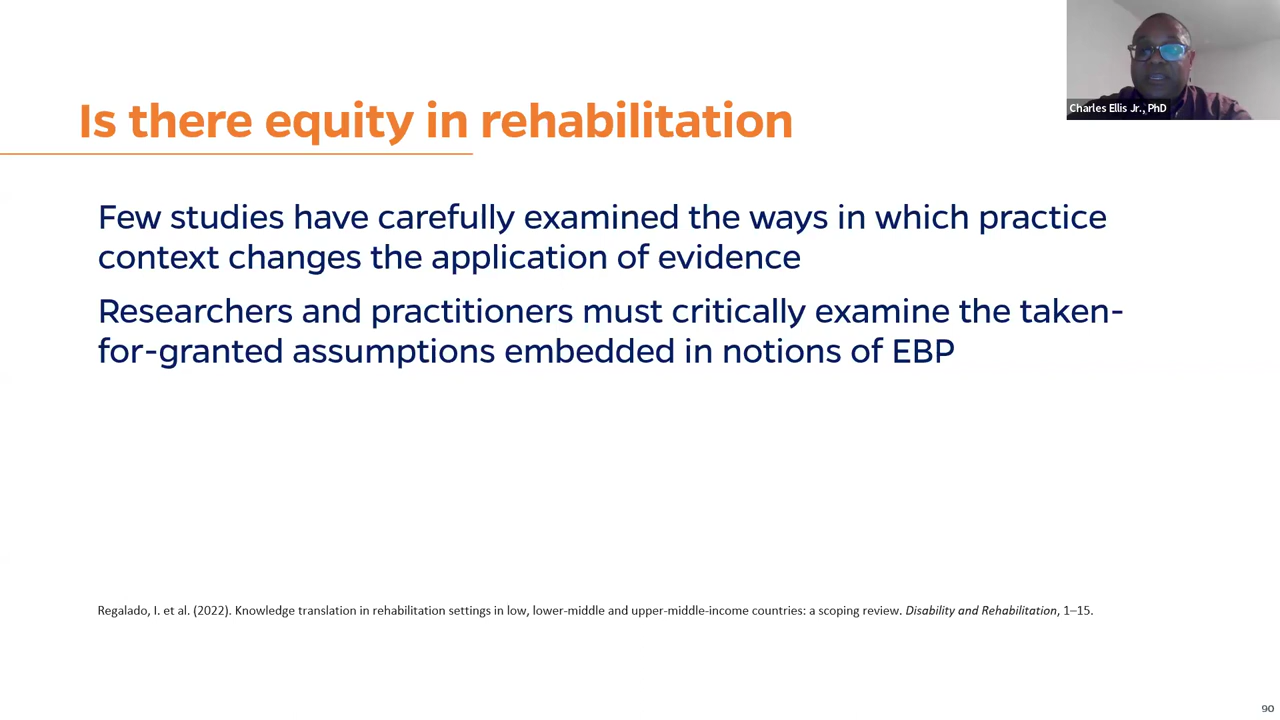 Charles Ellis Jr., PhD
Is there equity in rehabilitation
Few studies have carefully examined the ways in which practice
context changes the application of evidence
Researchers and practitioners must critically examine the taken-
for-granted assumptions embedded in notions of EBP
Regalado, I. et al. (2022). Knowledge translation in rehabilitation settings in low, lower-middle and upper-middle-income countries: a scoping review. Disability and Rehabilitation, 1–15.
90